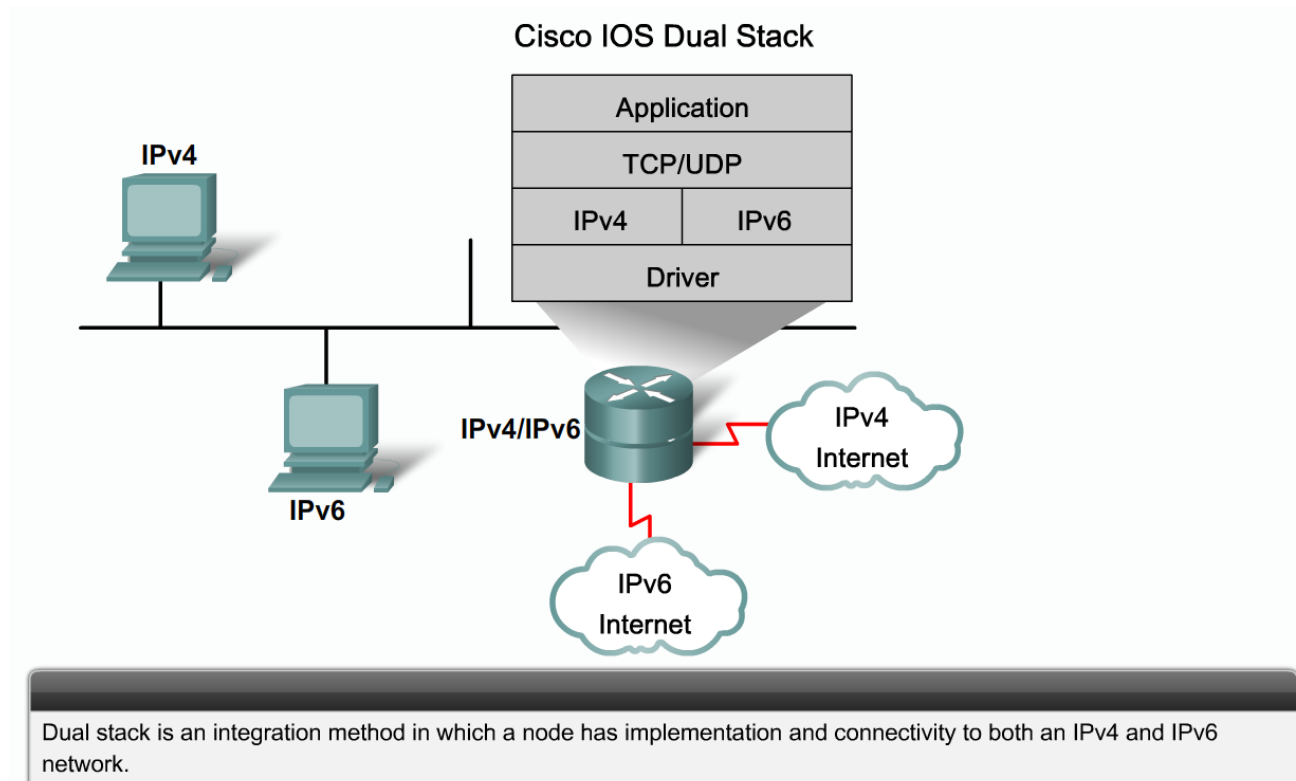 Cisco IOS Dual Stack
Application
TCP/UDP
IPv4
IPv6
Driver
IPv4
IPv6
IPv4/IPv6
IPv4
Internet
IPv6
Internet
Dual stack is an integration method in which a node has implementation and connectivity to both an IPv4 and IPv6
network.